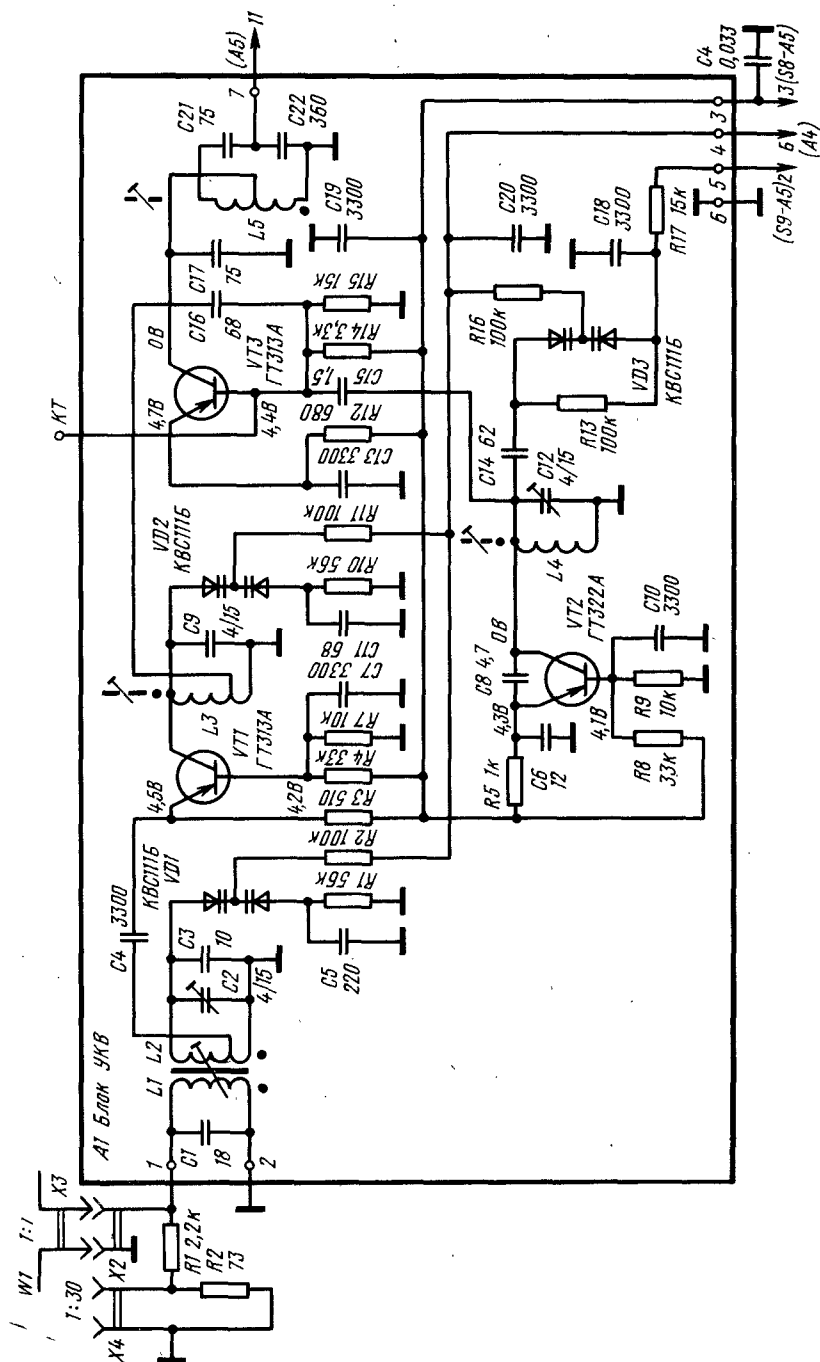 A1 Блок УКВ
W1
1:1
X3
1:30
X2
X4
R1 2,2к
R2
73
1
2
C1
18
L1
L2
C2
4/15
C3
10
C4
3300
КВС111Б
VD1
C5
220
R1 56к
R2 100к
R3 510
R4 33к
R7 10к
C7 3300
4,5В
4,2В
VT1
ГТ313А
L3
C9
4/15
VD2
КВС111Б
C11
68
R10 56к
R11 100к
C13 3300
R12
680
C15
1,5
R14 3,3к
R15 15к
КТ
4,7В
4,4В
0В
VT3
ГТ313А
C16
68
C17
75
L5
C21
75
C22
360
C19
3300
7
(А5)
11
R5 1к
C6
12
C8 4,7
4,3В
4,1В
0В
VT2
ГТ322А
R8
33к
R9
10к
C10
3300
L4
C12
4/15
C14 62
R13
100к
VD3
КВС111Б
R16
100к
C20
3300
C18
3300
R17
15к
3
4
5
6
C4
0,033
3(S8-A5)
6
(А4)
(S9-A5)2